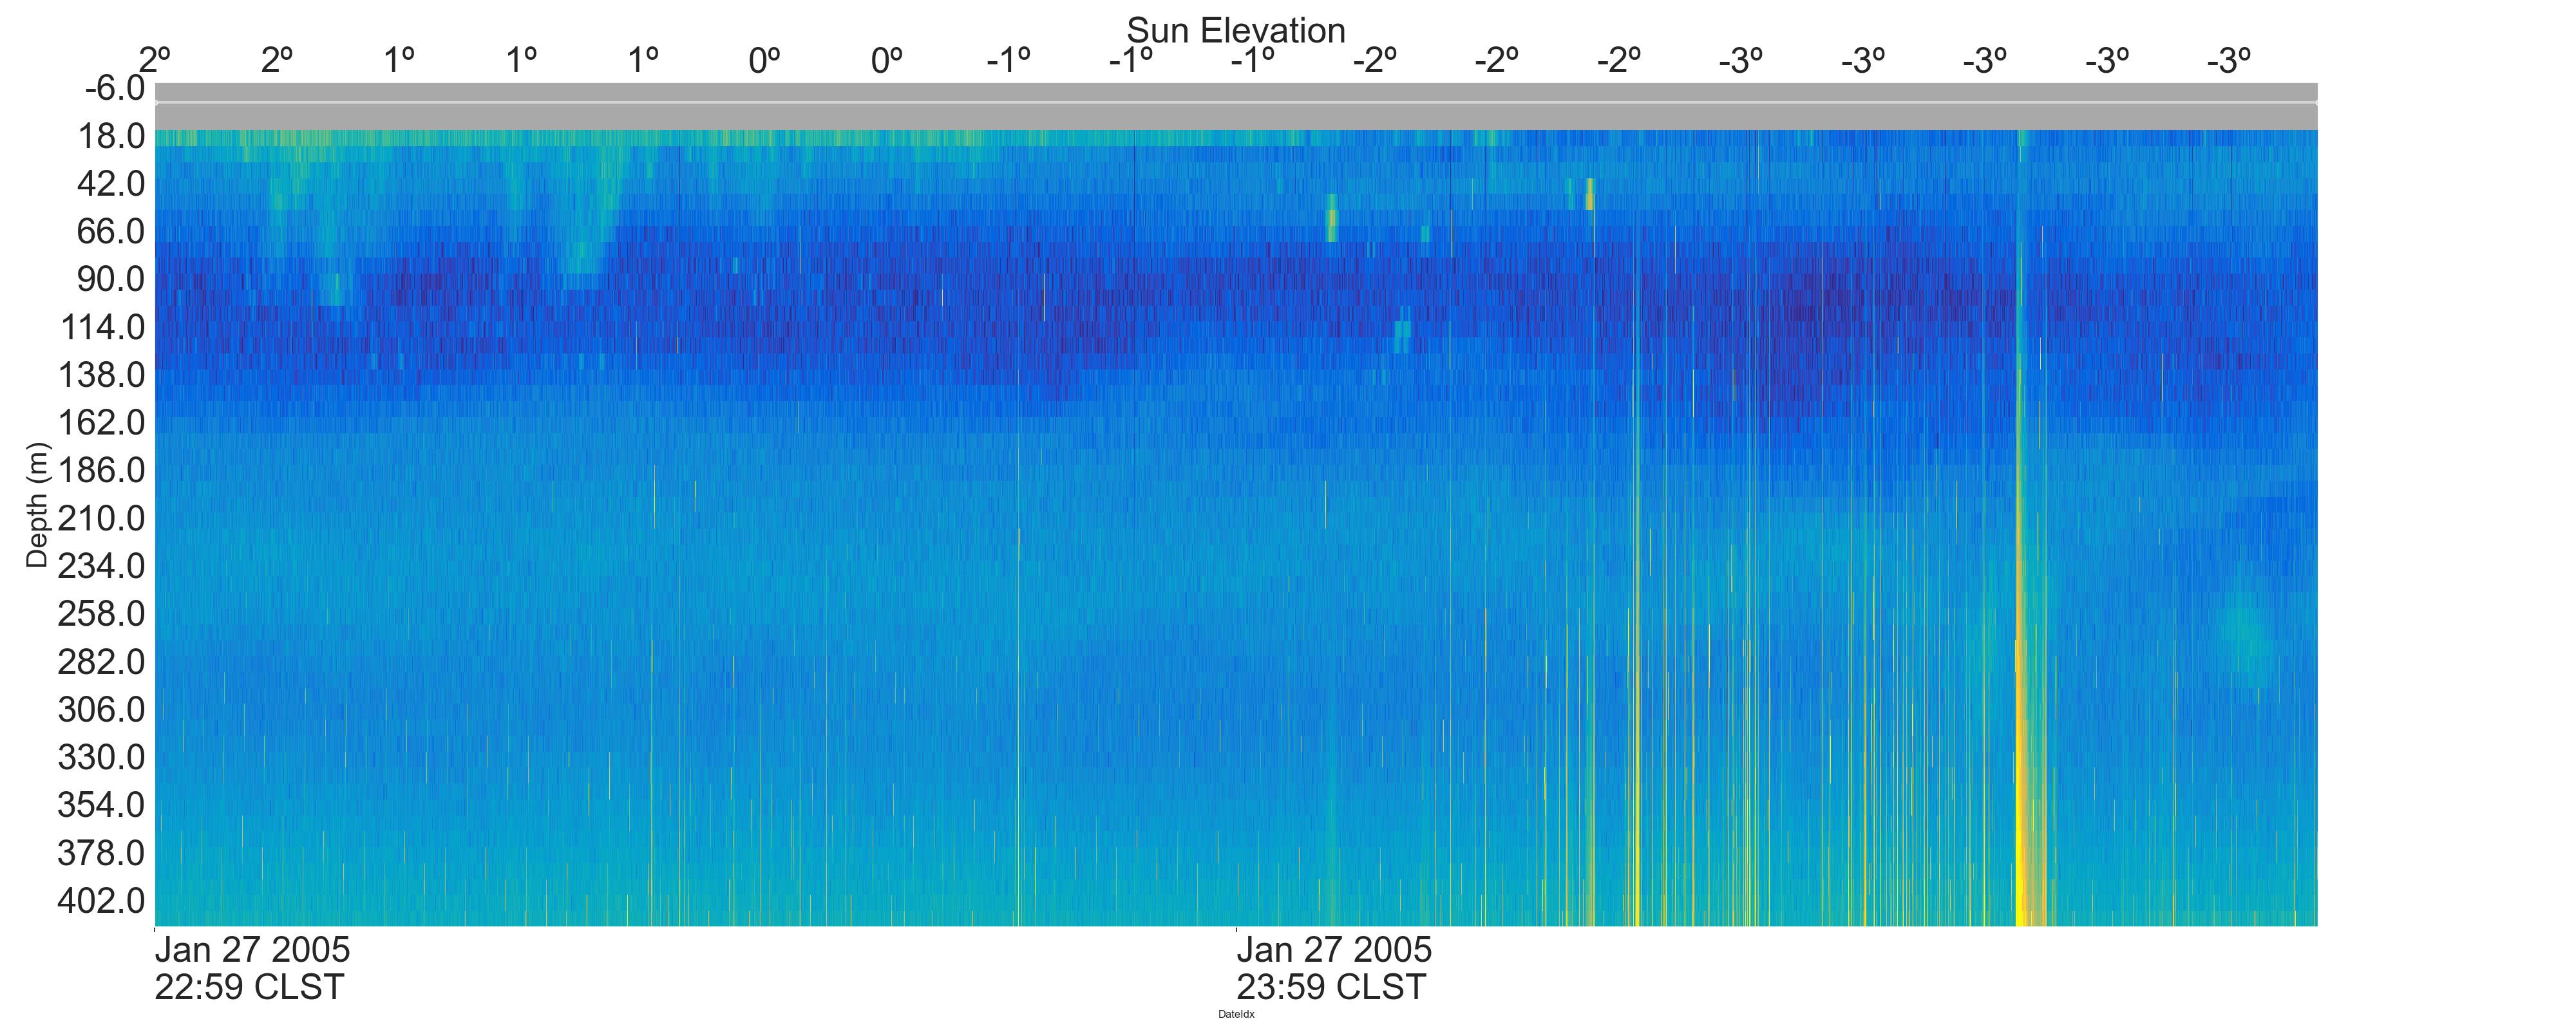 Sun Elevation
2º 2º 1º 1º 1º 0º 0º -1º -1º -1º -2º -2º -2º -3º -3º -3º -3º -3º
-6.0
18.0
42.0
66.0
90.0
114.0
138.0
162.0
186.0
210.0
234.0
258.0
282.0
306.0
330.0
354.0
378.0
402.0
Depth (m)
Jan 27 2005
22:59 CLST
Jan 27 2005
23:59 CLST
DateIdx